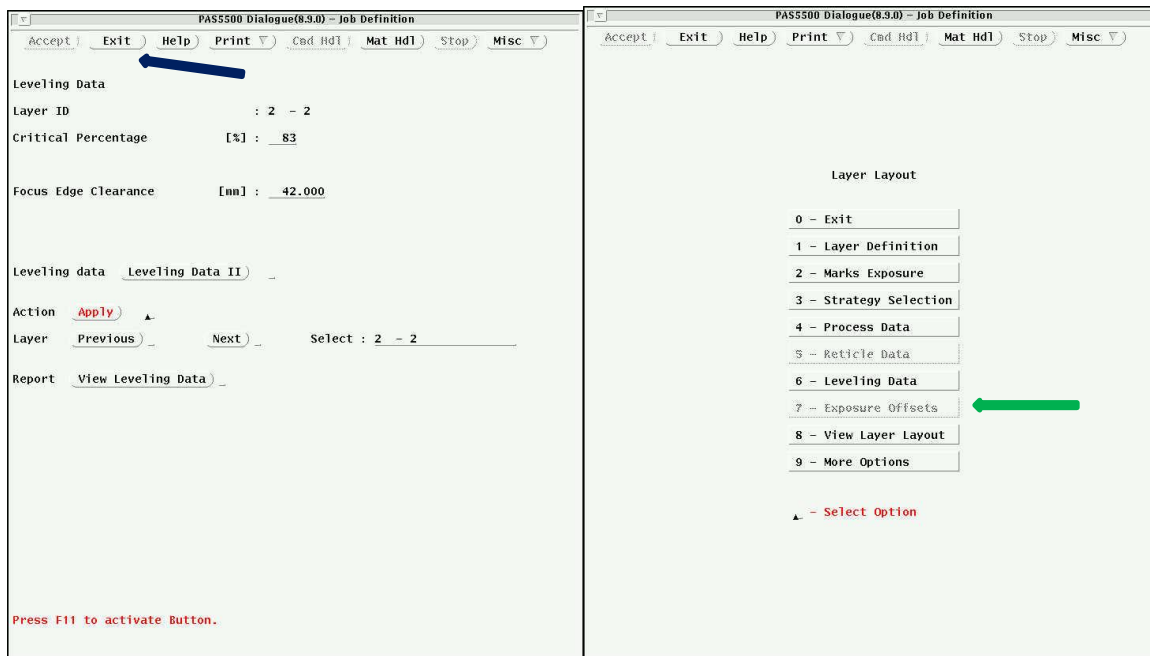 PAS5500 Dialogue(8.9.0) – Job Definition
Accept Exit Help Print Cmd Hdl Mat Hdl Stop Misc
Leveling Data
Layer ID : 2 - 2
Critical Percentage [%] : 83
Focus Edge Clearance [mm] : 42.000
Leveling data Leveling Data II
Action Apply
Layer Previous Next Select : 2 - 2
Report View Leveling Data
Press F11 to activate Button.
PAS5500 Dialogue(8.9.0) – Job Definition
Accept Exit Help Print Cmd Hdl Mat Hdl Stop Misc
Layer Layout
0 – Exit
1 – Layer Definition
2 – Marks Exposure
3 – Strategy Selection
4 – Process Data
5 – Reticle Data
6 – Leveling Data
7 – Exposure Offsets
8 – View Layer Layout
9 – More Options
– Select Option